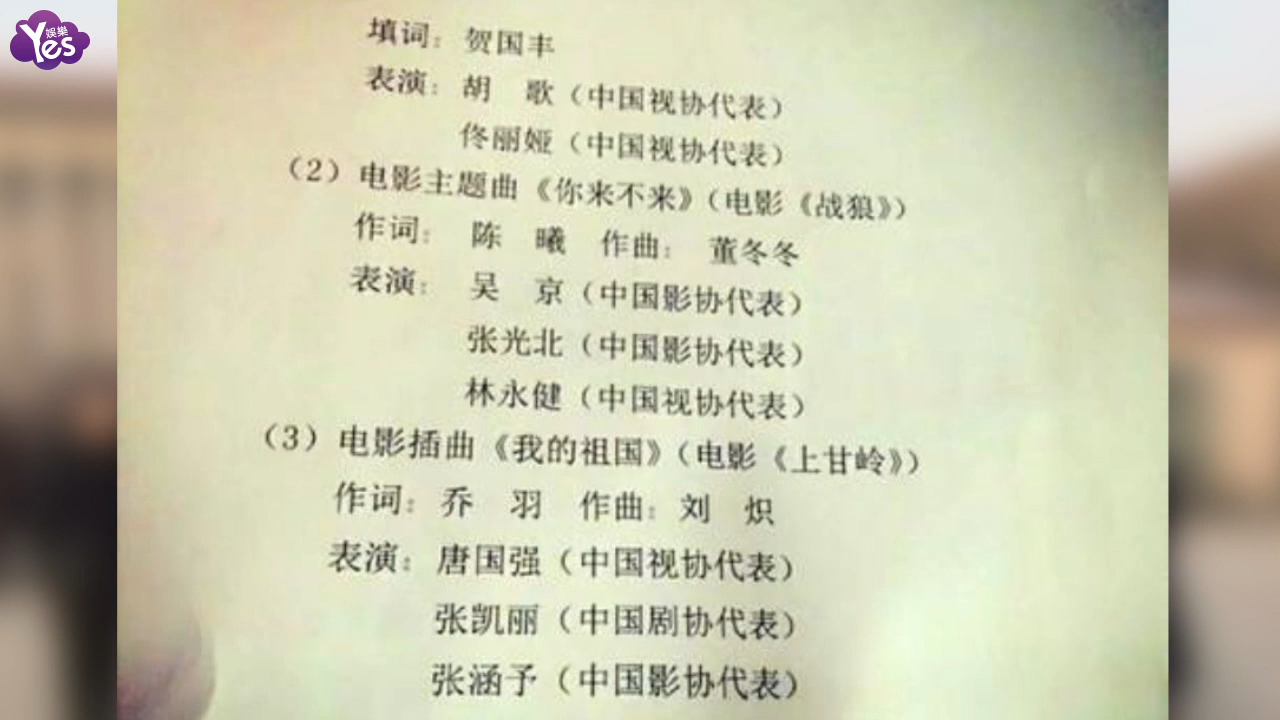 Yes娛樂
填词：贺国丰
表演：胡 歌（中国视协代表）
佟丽娅（中国视协代表）
（2）电影主题曲《你来不来》（电影《战狼》）
作词：陈 曦 作曲：董冬冬
表演：吴 京（中国影协代表）
张光北（中国影协代表）
林永健（中国视协代表）
（3）电影插曲《我的祖国》（电影《上甘岭》）
作词：乔 羽 作曲：刘 炽
表演：唐国强（中国视协代表）
张凯丽（中国剧协代表）
张涵予（中国影协代表）